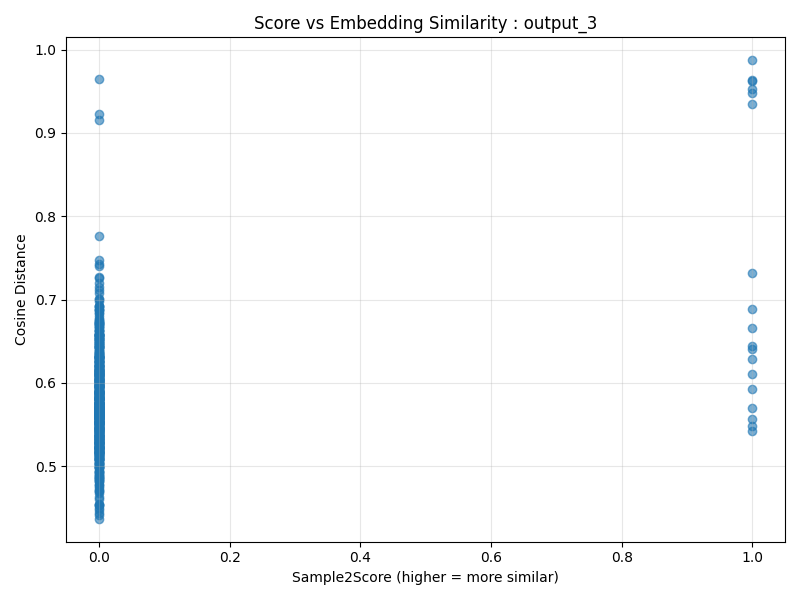 Score vs Embedding Similarity : output_3
Cosine Distance
1.0
0.9
0.8
0.7
0.6
0.5
0.0 0.2 0.4 0.6 0.8 1.0
Sample2Score (higher = more similar)